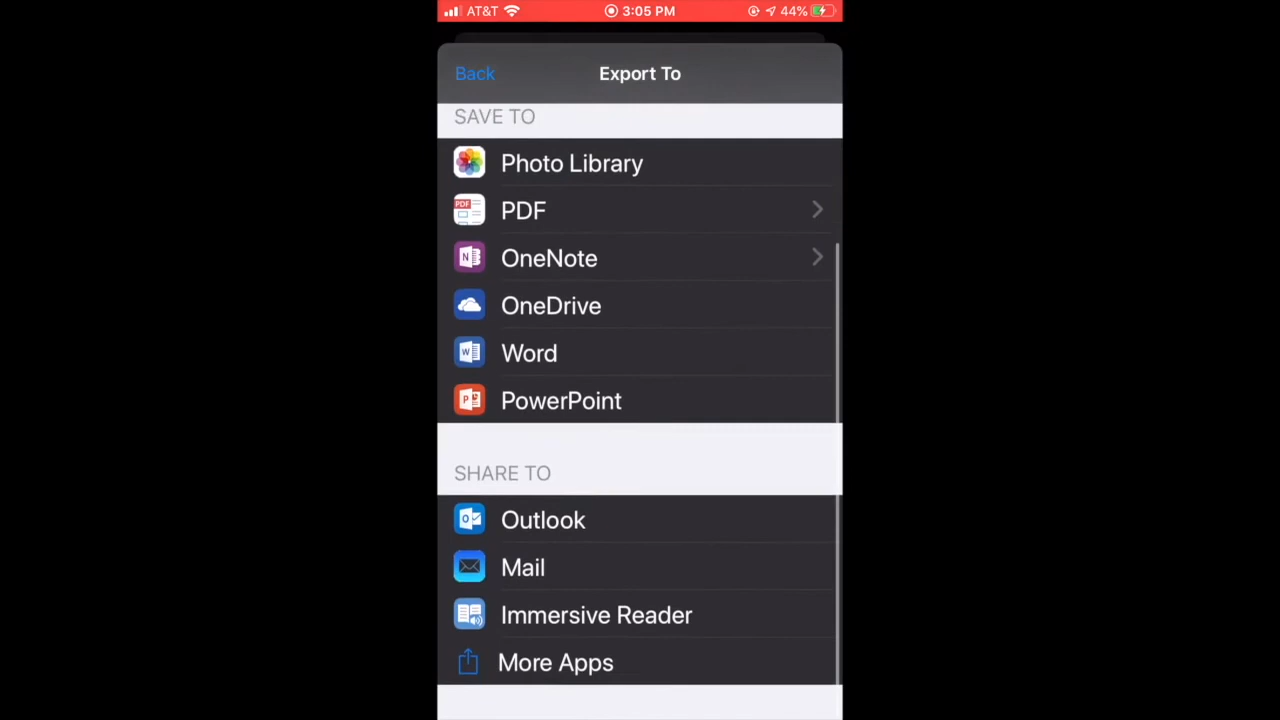 AT&T 3:05 PM 44%
Back Export To
SAVE TO
Photo Library
PDF PDF
N OneNote
OneDrive
W Word
P PowerPoint
SHARE TO
O Outlook
Mail
Immersive Reader
More Apps